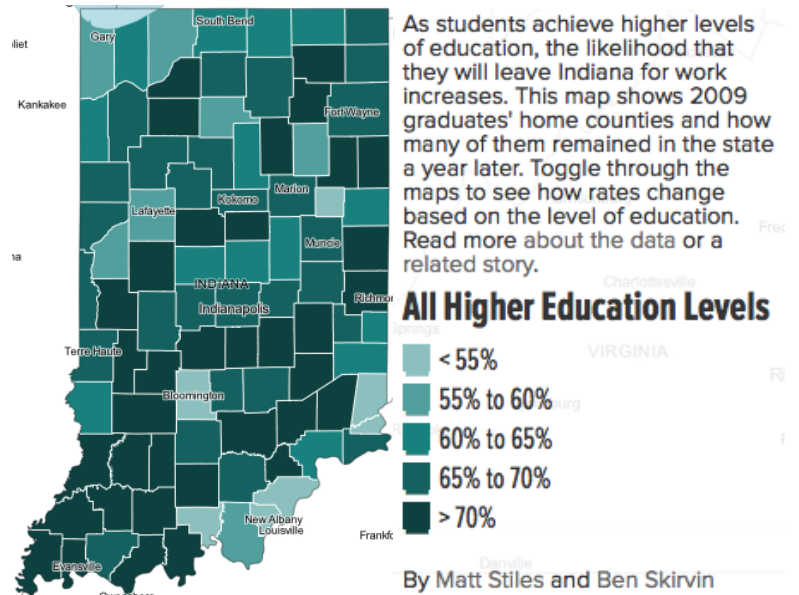 South Bend
Gary
Kankakee
Fort Wayne
Marion
Kokomo
Lafayette
Muncie
INDIANA
Indianapolis
Terre Haute
Bloomington
New Albany
Louisville
Evansville
As students achieve higher levels
of education, the likelihood that
they will leave Indiana for work
increases. This map shows 2009
graduates' home counties and how
many of them remained in the state
a year later. Toggle through the
maps to see how rates change
based on the level of education.
Read more about the data or a
related story.
Charlottesville
VIRGINIA
All Higher Education Levels
< 55%
55% to 60%
60% to 65%
65% to 70%
> 70%
Danville
By Matt Stiles and Ben Skirvin